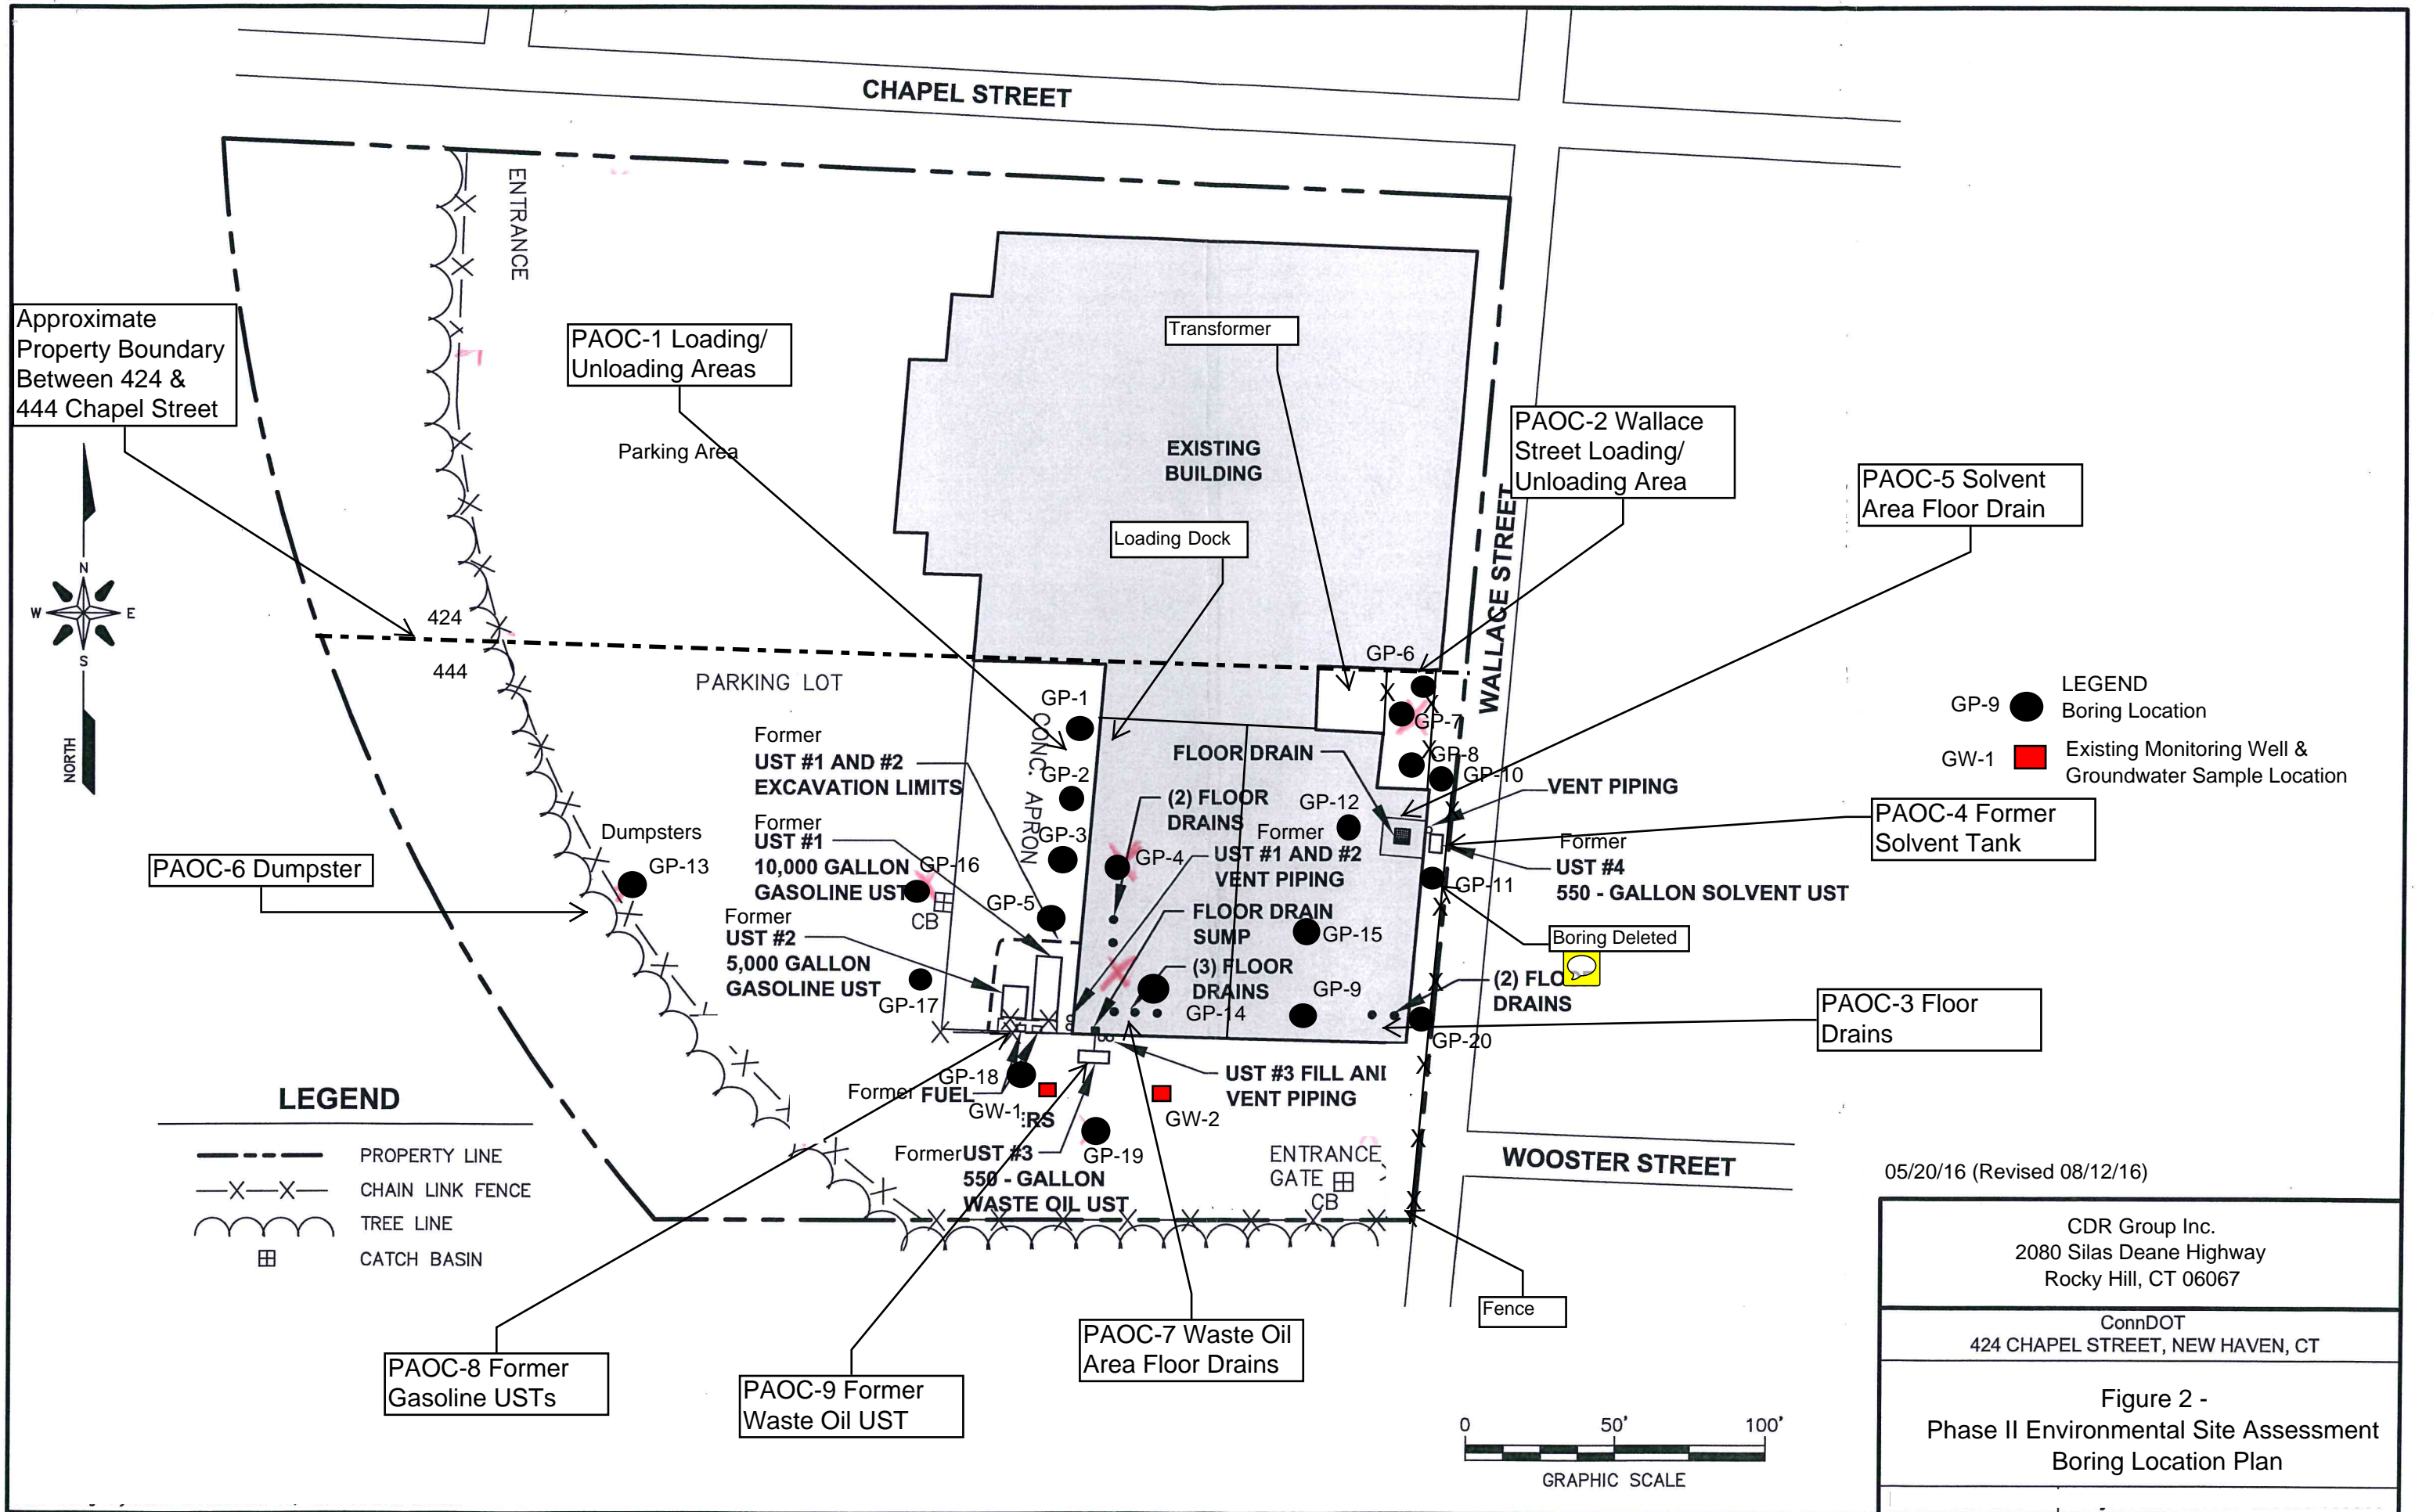 CHAPEL STREET
ENTRANCE
Approximate
Property Boundary
Between 424 &
444 Chapel Street
PAOC-1 Loading/
Unloading Areas
Parking Area
Transformer
EXISTING
BUILDING
PAOC-2 Wallace
Street Loading/
Unloading Area
PAOC-5 Solvent
Area Floor Drain
Loading Dock
WALLACE STREET
N
W
E
S
NORTH
424
444
PARKING LOT
GP-6
GP-1
CONC. APRON
GP-7
LEGEND
GP-9
Boring Location
GW-1
Existing Monitoring Well &
Groundwater Sample Location
Former
UST #1 AND #2
EXCAVATION LIMITS
GP-2
FLOOR DRAIN
GP-8
GP-10
VENT PIPING
(2) FLOOR
DRAINS
GP-12
PAOC-4 Former
Solvent Tank
Former
UST #1
10,000 GALLON
GASOLINE UST
GP-16
CB
GP-3
GP-4
Former
UST #1 AND #2
VENT PIPING
Former
UST #4
550 - GALLON SOLVENT UST
GP-11
Dumpsters
GP-13
PAOC-6 Dumpster
Former
UST #2
5,000 GALLON
GASOLINE UST
GP-17
GP-5
FLOOR DRAIN
SUMP
GP-15
Boring Deleted
(3) FLOOR
DRAINS
GP-14
GP-9
(2) FLO
DRAINS
GP-20
PAOC-3 Floor
Drains
GP-18
Former FUEL
GW-1
:RS
GW-2
UST #3 FILL AND
VENT PIPING
GP-19
Former UST #3
550 - GALLON
WASTE OIL UST
ENTRANCE
GATE
CB
WOOSTER STREET
LEGEND
PROPERTY LINE
X X CHAIN LINK FENCE
TREE LINE
CATCH BASIN
Fence
PAOC-8 Former
Gasoline USTs
PAOC-9 Former
Waste Oil UST
PAOC-7 Waste Oil
Area Floor Drains
0 50' 100'
GRAPHIC SCALE
05/20/16 (Revised 08/12/16)
CDR Group Inc.
2080 Silas Deane Highway
Rocky Hill, CT 06067
ConnDOT
424 CHAPEL STREET, NEW HAVEN, CT
Figure 2 -
Phase II Environmental Site Assessment
Boring Location Plan